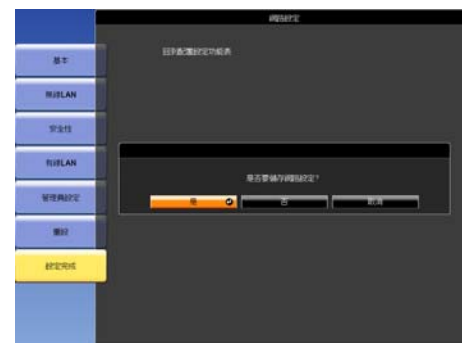 網路設定
基本
回到配置設定功能表
無線LAN
安全性
有線LAN
是否要儲存網路設定?
管理員設定
是
否
取消
重設
設定完成